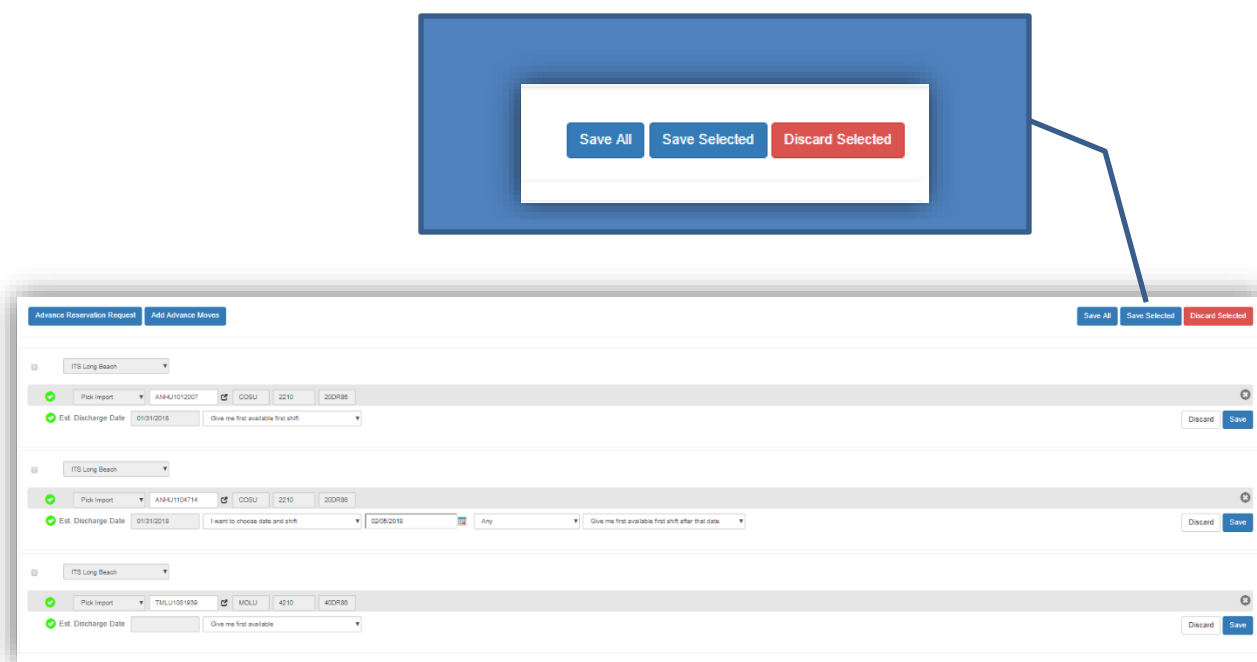 Save All Save Selected Discard Selected
Advance Reservation Request Add Advance Moves Save All Save Selected Discard Selected
ITS Long Beach
Pick Import ANHU1012007 COSU 2210 20DR86
Est. Discharge Date 01/31/2018 Give me first available first shift Discard Save
ITS Long Beach
Pick Import ANHU1104714 COSU 2210 20DR86
Est. Discharge Date 01/31/2018 I want to choose date and shift 02/05/2018 Any Give me first available first shift after that date Discard Save
ITS Long Beach
Pick Import TMLU1081939 MOLU 4210 40DR86
Est. Discharge Date Give me first available Discard Save